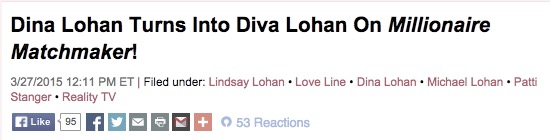 Dina Lohan Turns Into Diva Lohan On Millionaire
Matchmaker!
3/27/2015 12:11 PM ET | Filed under: Lindsay Lohan • Love Line • Dina Lohan • Michael Lohan • Patti
Stanger • Reality TV
Like 95 53 Reactions